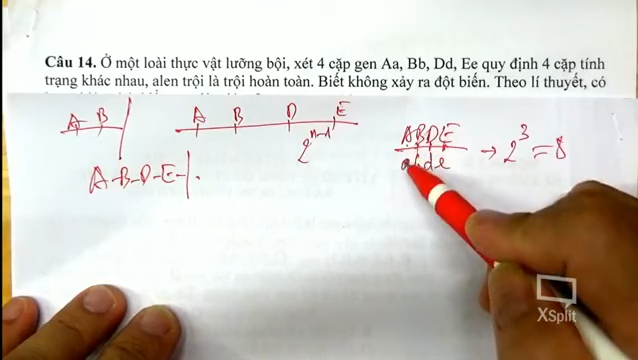 Câu 14. Ở một loài thực vật lưỡng bội, xét 4 cặp gen Aa, Bb, Dd, Ee quy định 4 cặp tính
trạng khác nhau, alen trội là trội hoàn toàn. Biết không xảy ra đột biến. Theo lí thuyết, có
A B
A B D E
2^{n-1}
ABDE
→ 2^3 = 8
A-B-D-E-
XSplit